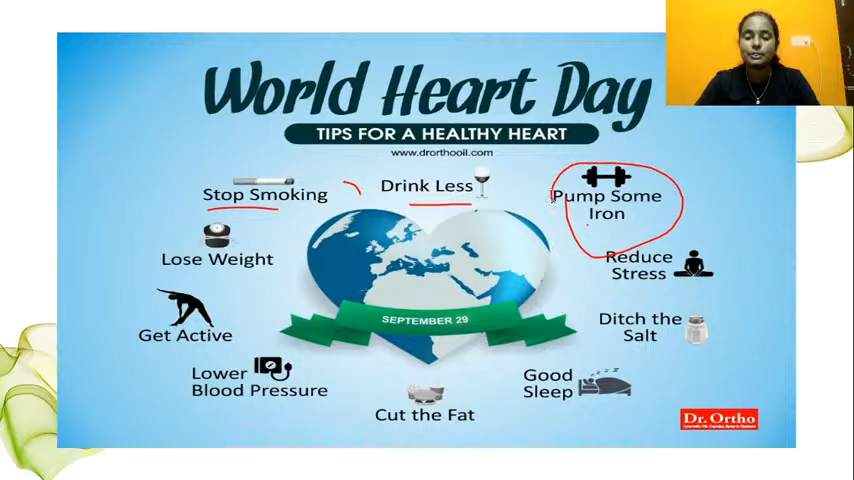 World Heart Day
TIPS FOR A HEALTHY HEART
www.drorthooil.com
Stop Smoking
Drink Less
Pump Some
Iron
Lose Weight
Reduce
Stress
Get Active
SEPTEMBER 29
Ditch the
Salt
Lower
Blood Pressure
Good
Sleep
Cut the Fat
Dr. Ortho